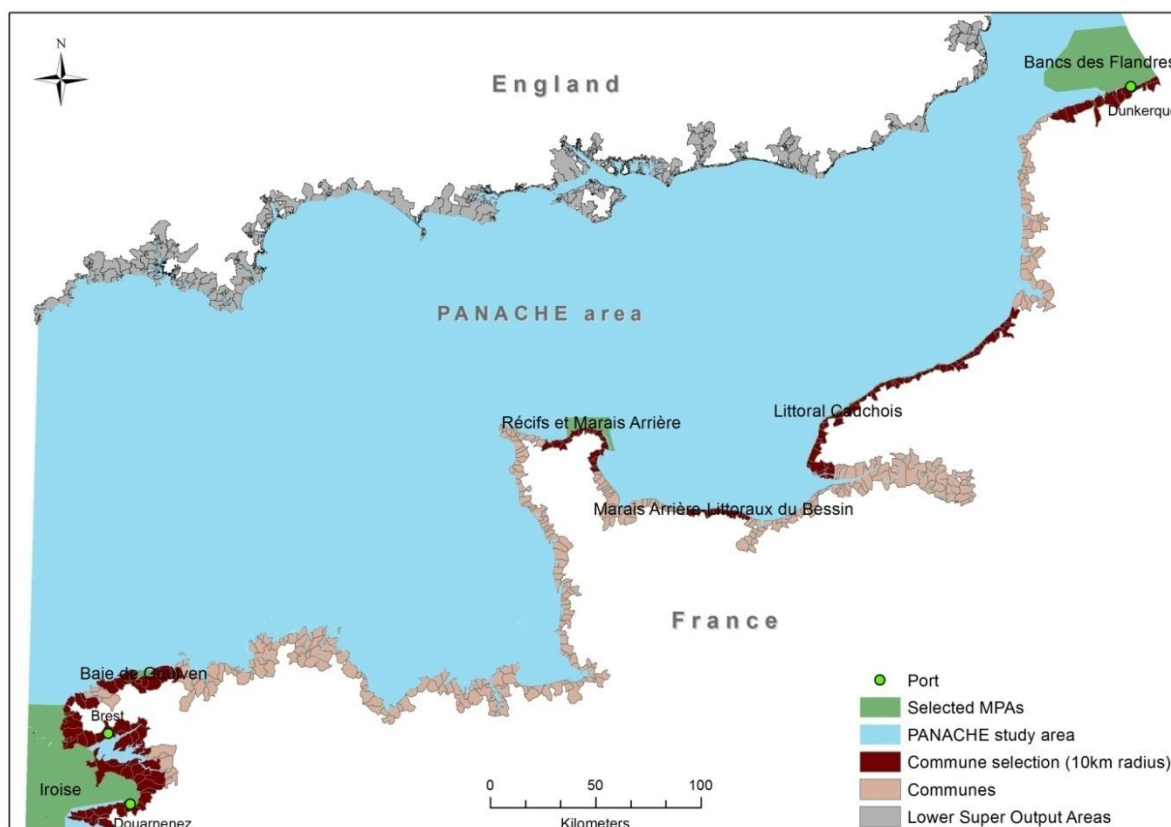 N
England
Bancs des Flandres
Dunkerque
PANACHE area
Littoral Cauchois
Récifs et Marais Arrière
Marais Arrière-Littoraux du Bessin
France
Baie de Goulven
Brest
Iroise
Douarnenez
Port
Selected MPAs
PANACHE study area
Commune selection (10km radius)
Communes
Lower Super Output Areas
0 50 100
Kilometers